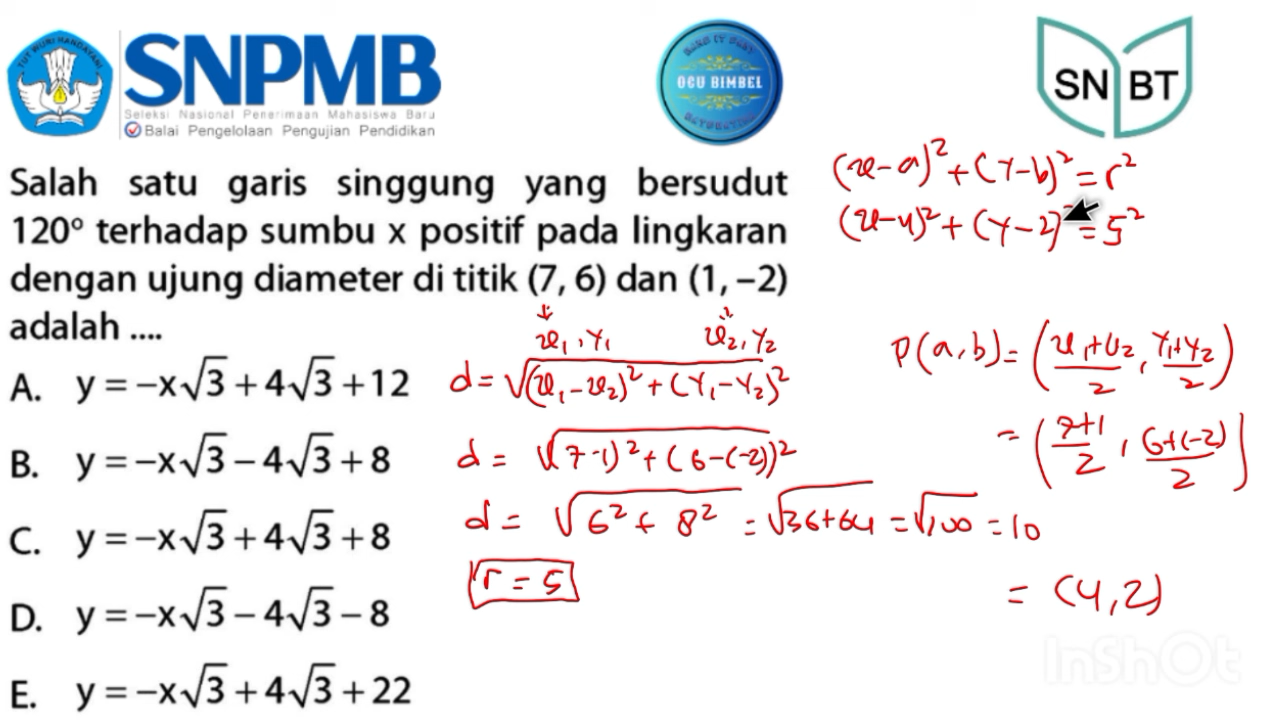 SNPMB
Seleksi Nasional Penerimaan Mahasiswa Baru
Balai Pengelolaan Pengujian Pendidikan
TUT WURI HANDAYANI
OCU BIMBEL
SN BT
Salah satu garis singgung yang bersudut
120° terhadap sumbu x positif pada lingkaran
dengan ujung diameter di titik (7, 6) dan (1, −2)
adalah ....
A. y = −x√3 + 4√3 + 12
B. y = −x√3 − 4√3 + 8
C. y = −x√3 + 4√3 + 8
D. y = −x√3 − 4√3 − 8
E. y = −x√3 + 4√3 + 22
(x-a)² + (y-b)² = r²
(x-4)² + (y-2)² = 5²
x₁, y₁ x₂, y₂
d = √(x₁-x₂)² + (y₁-y₂)²
d = √(7-1)² + (6-(-2))²
d = √6² + 8² = √36+64 = √100 = 10
r = 5
P(a,b) = (x₁+x₂/2, y₁+y₂/2)
= (7+1/2, 6+(-2)/2)
= (4,2)
InShOt